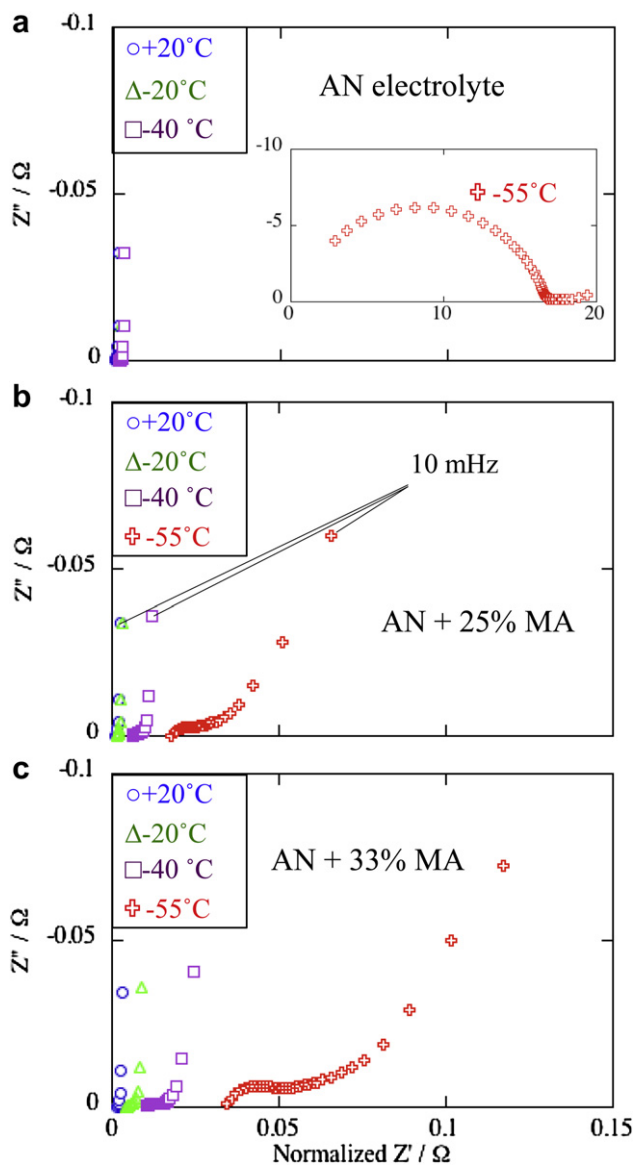 a
-0.1
○+20˚C
Δ-20˚C
□-40 ˚C
AN electrolyte
-10
-55˚C
-5
0
0
10
20
-0.05
Z" / Ω
0
b
-0.1
○+20˚C
Δ-20˚C
□-40 ˚C
-55˚C
10 mHz
-0.05
Z" / Ω
AN + 25% MA
0
c
-0.1
○+20˚C
Δ-20˚C
□-40 ˚C
-55˚C
AN + 33% MA
-0.05
Z" / Ω
0
0
0.05
0.1
0.15
Normalized Z' / Ω